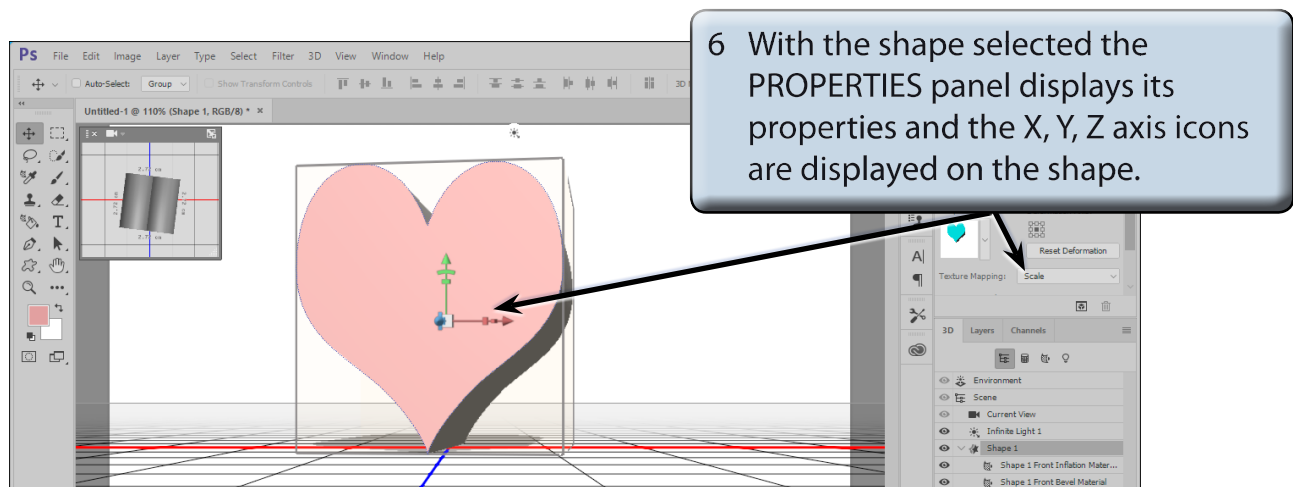 6 With the shape selected the
PROPERTIES panel displays its
properties and the X, Y, Z axis icons
are displayed on the shape.
Ps File Edit Image Layer Type Select Filter 3D View Window Help
Auto-Select: Group Show Transform Controls
Untitled-1 @ 110% (Shape 1, RGB/8) * ×
A|
¶
Reset Deformation
Texture Mapping: Scale
3D Layers Channels
Environment
Scene
Current View
Infinite Light 1
Shape 1
Shape 1 Front Inflation Mater...
Shape 1 Front Bevel Material
T